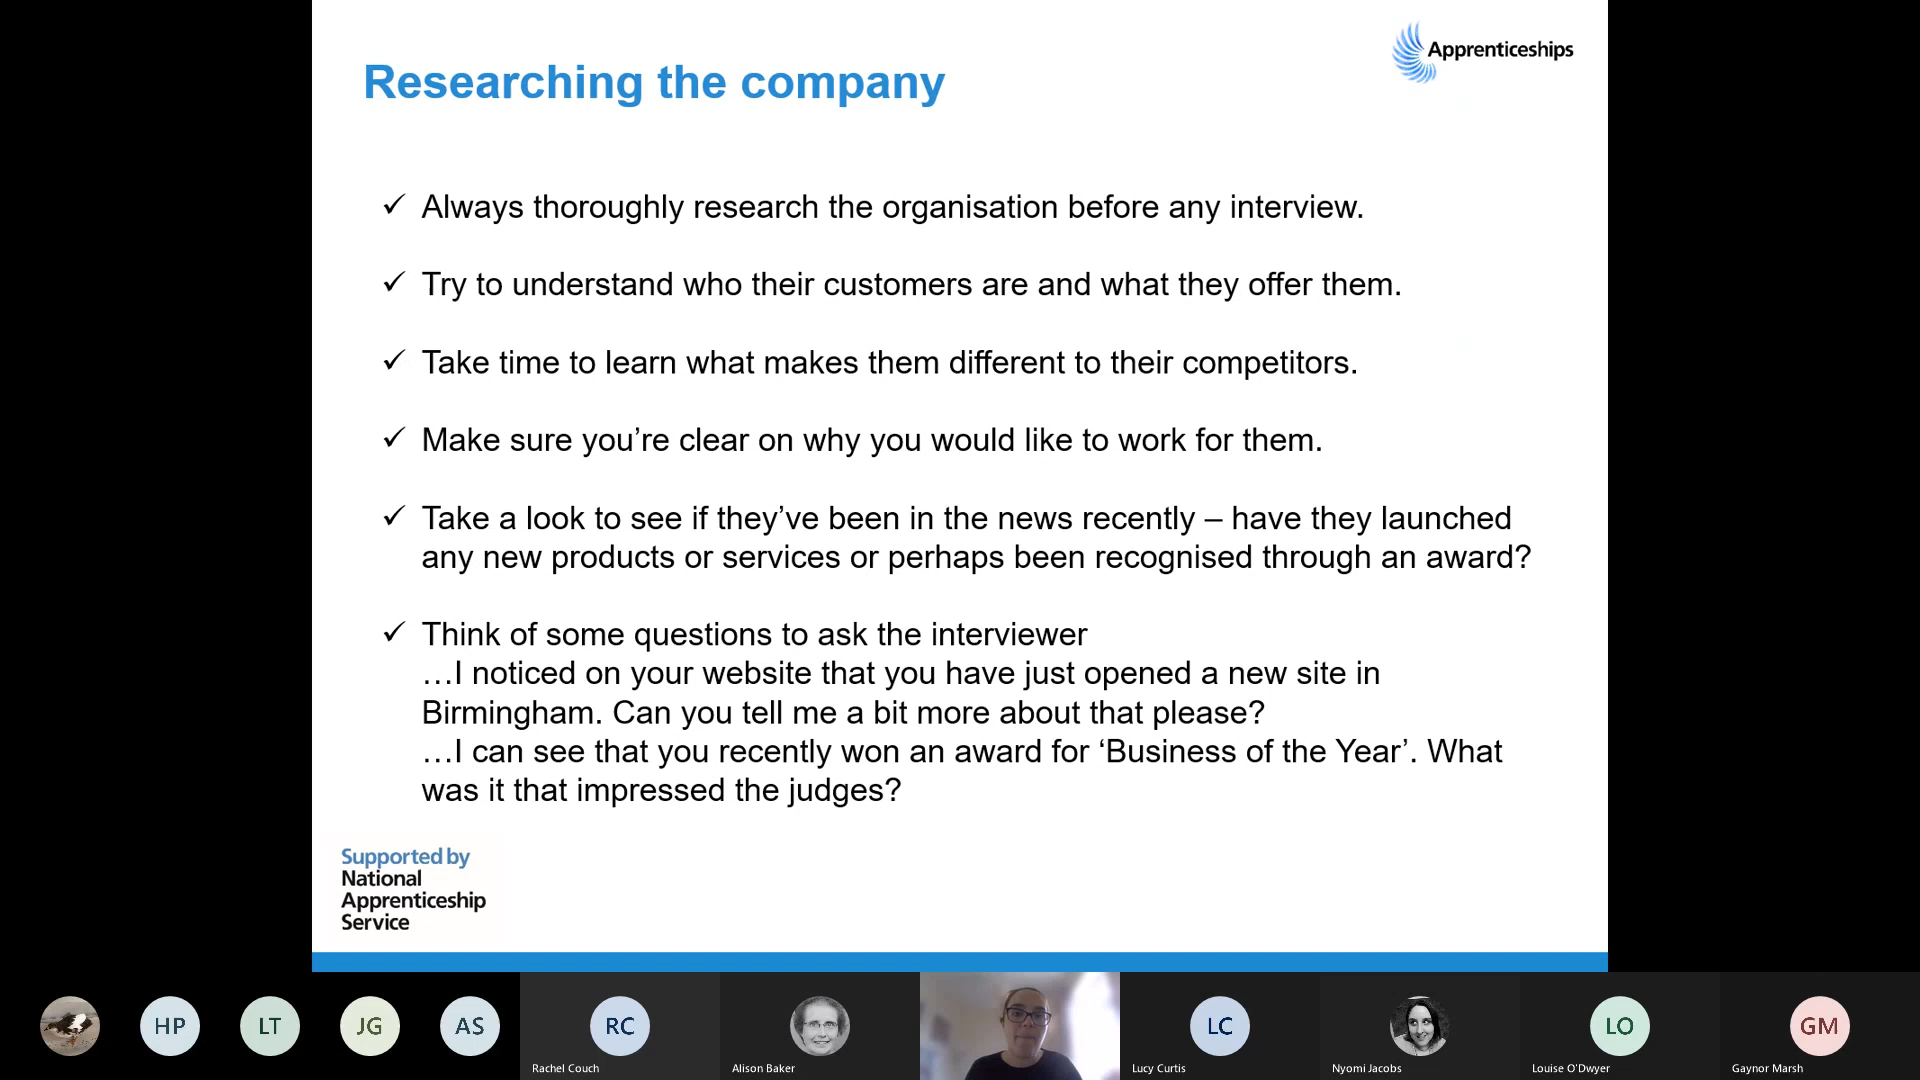 Apprenticeships
Researching the company
✓ Always thoroughly research the organisation before any interview.
✓ Try to understand who their customers are and what they offer them.
✓ Take time to learn what makes them different to their competitors.
✓ Make sure you’re clear on why you would like to work for them.
✓ Take a look to see if they’ve been in the news recently – have they launched
any new products or services or perhaps been recognised through an award?
✓ Think of some questions to ask the interviewer
…I noticed on your website that you have just opened a new site in
Birmingham. Can you tell me a bit more about that please?
…I can see that you recently won an award for ‘Business of the Year’. What
was it that impressed the judges?
Supported by
National
Apprenticeship
Service
HP
LT
JG
AS
RC
Rachel Couch
Alison Baker
LC
Lucy Curtis
Nyomi Jacobs
LO
Louise O'Dwyer
GM
Gaynor Marsh